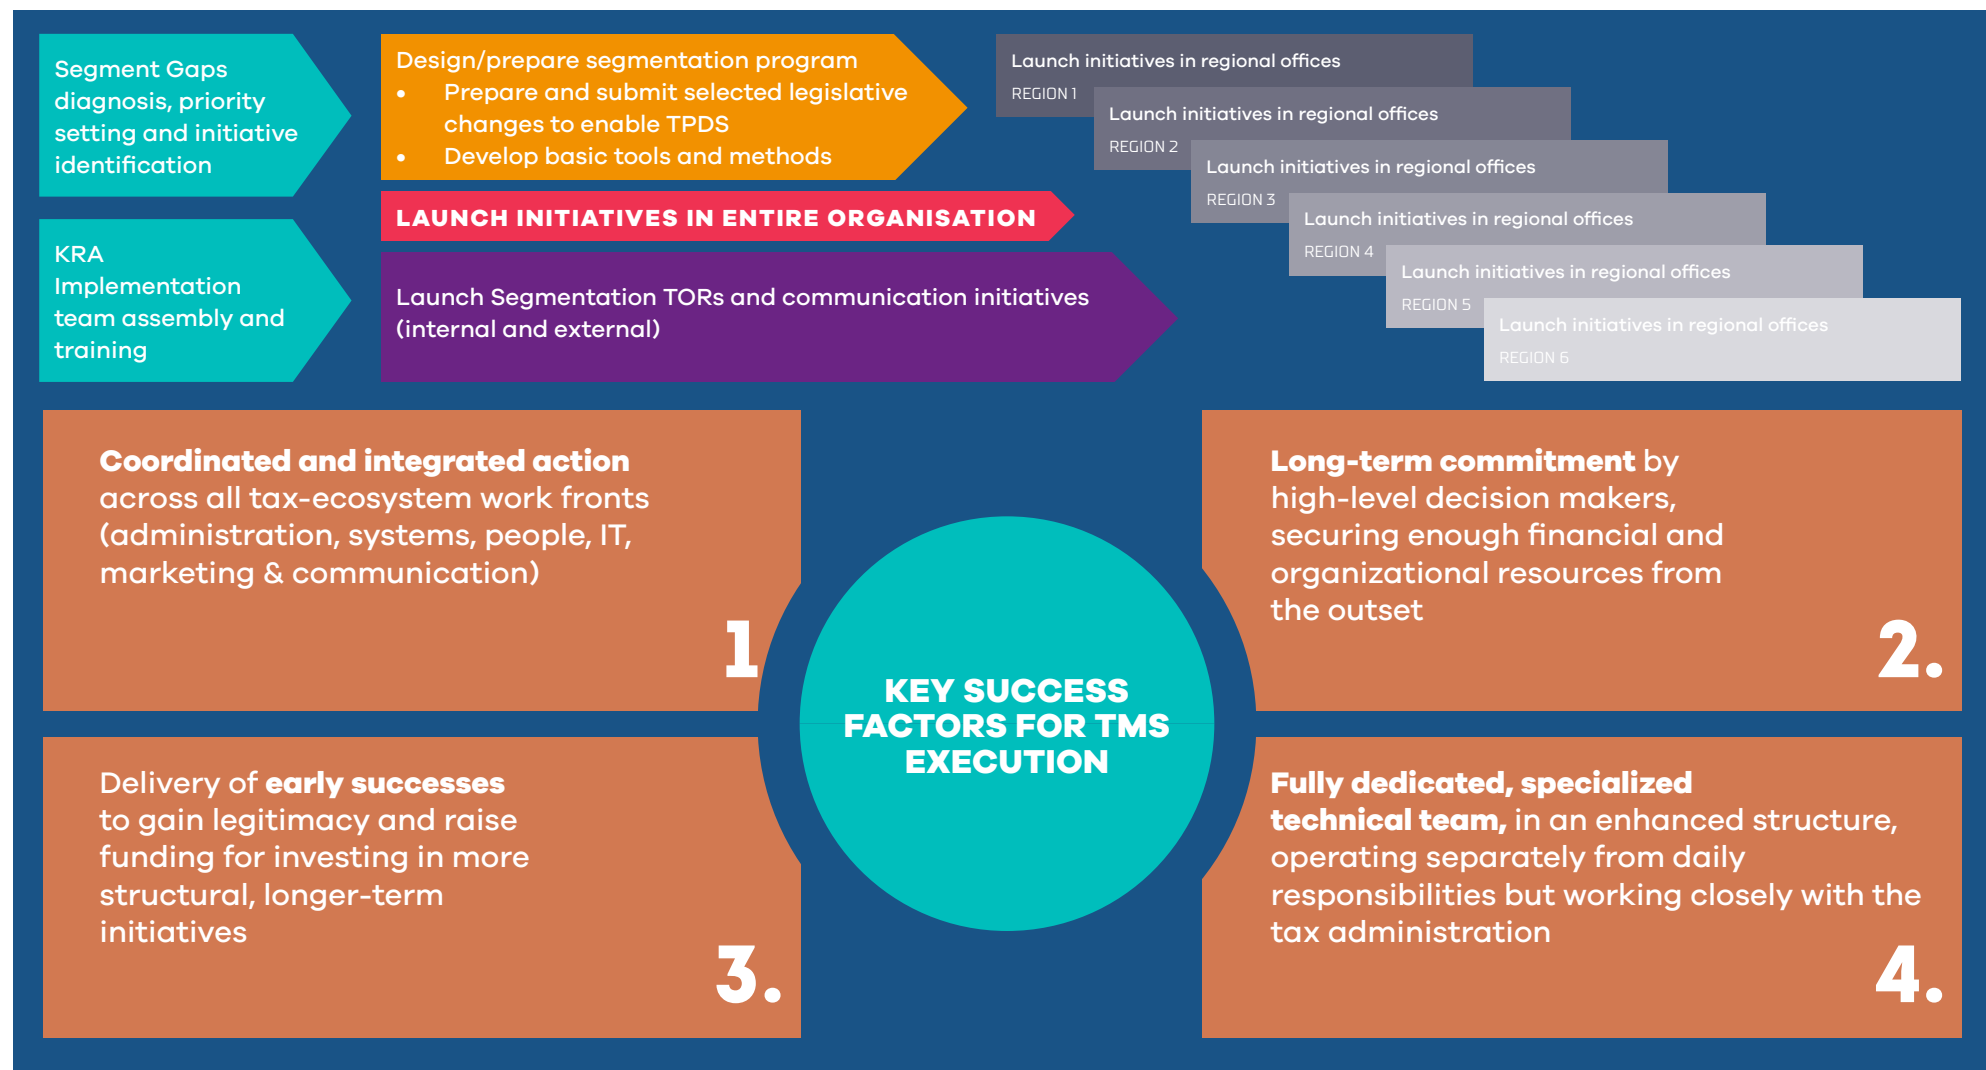 Segment Gaps
diagnosis, priority
setting and initiative
identification
KRA
Implementation
team assembly and
training
Design/prepare segmentation program
• Prepare and submit selected legislative
changes to enable TPDS
• Develop basic tools and methods
LAUNCH INITIATIVES IN ENTIRE ORGANISATION
Launch Segmentation TORs and communication initiatives
(internal and external)
Launch initiatives in regional offices
REGION 1
Launch initiatives in regional offices
REGION 2
Launch initiatives in regional offices
REGION 3
Launch initiatives in regional offices
REGION 4
Launch initiatives in regional offices
REGION 5
Launch initiatives in regional offices
REGION 6
Coordinated and integrated action
across all tax-ecosystem work fronts
(administration, systems, people, IT,
marketing & communication)
1
Long-term commitment by
high-level decision makers,
securing enough financial and
organizational resources from
the outset
2.
KEY SUCCESS
FACTORS FOR TMS
EXECUTION
Delivery of early successes
to gain legitimacy and raise
funding for investing in more
structural, longer-term
initiatives
3.
Fully dedicated, specialized
technical team, in an enhanced structure,
operating separately from daily
responsibilities but working closely with the
tax administration
4.